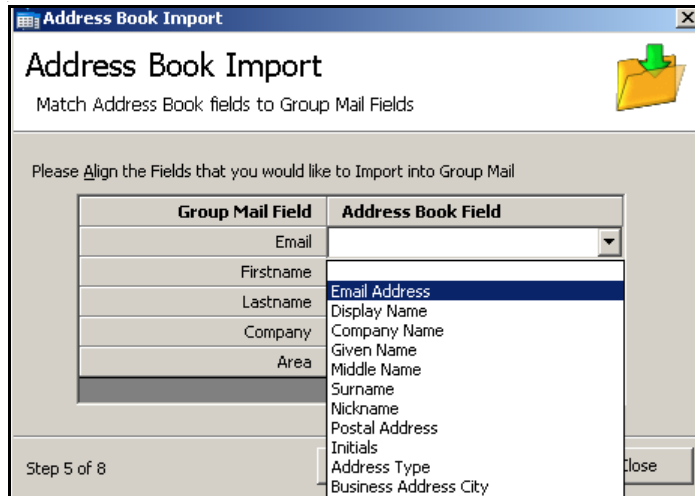 Address Book Import
Address Book Import
Match Address Book fields to Group Mail Fields
Please Align the Fields that you would like to Import into Group Mail
Group Mail Field Address Book Field
Email
Firstname
Email Address
Lastname
Display Name
Company
Company Name
Area
Given Name
Middle Name
Surname
Nickname
Postal Address
Initials
Step 5 of 8
Address Type
Business Address City